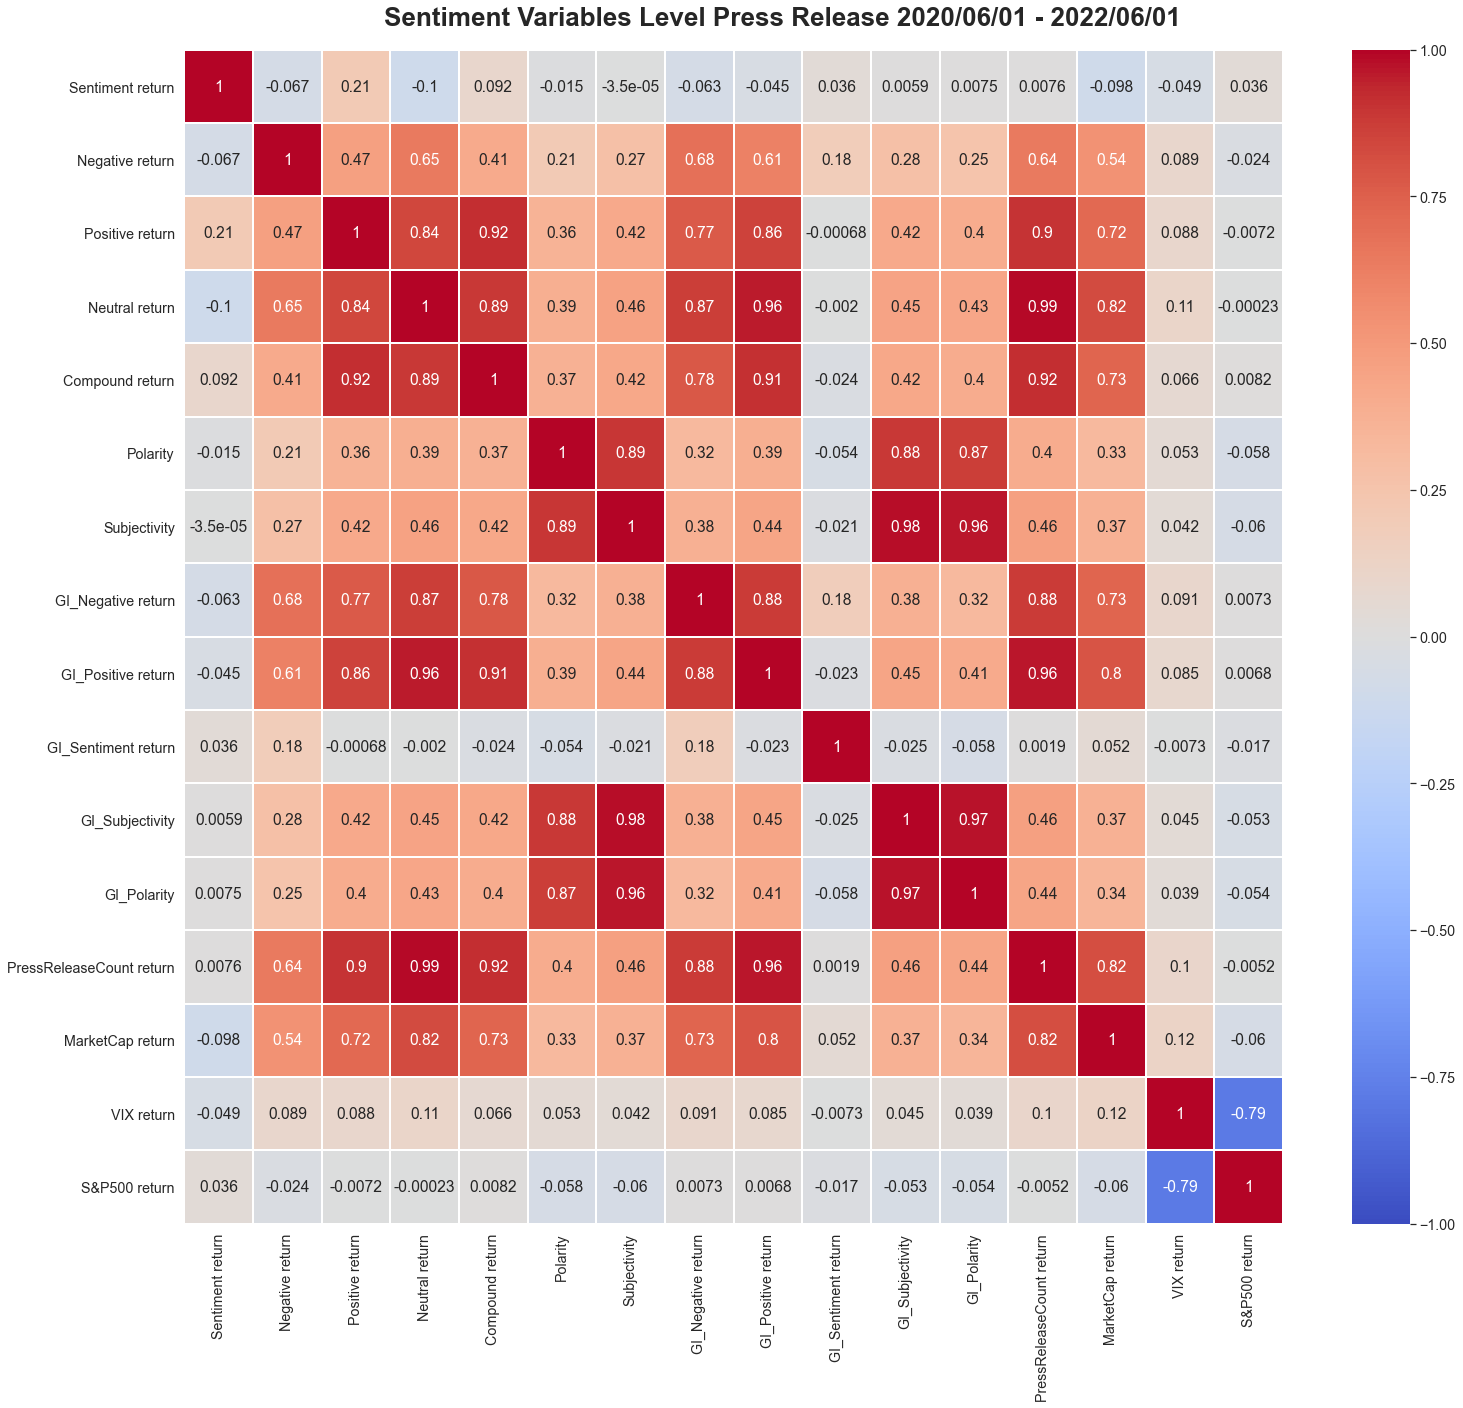 Sentiment Variables Level Press Release 2020/06/01 - 2022/06/01
Sentiment return 1 -0.067 0.21 -0.1 0.092 -0.015 -3.5e-05 -0.063 -0.045 0.036 0.0059 0.0075 0.0076 -0.098 -0.049 0.036
Negative return -0.067 1 0.47 0.65 0.41 0.21 0.27 0.68 0.61 0.18 0.28 0.25 0.64 0.54 0.089 -0.024
Positive return 0.21 0.47 1 0.84 0.92 0.36 0.42 0.77 0.86 -0.00068 0.42 0.4 0.9 0.72 0.088 -0.0072
Neutral return -0.1 0.65 0.84 1 0.89 0.39 0.46 0.87 0.96 -0.002 0.45 0.43 0.99 0.82 0.11 -0.00023
Compound return 0.092 0.41 0.92 0.89 1 0.37 0.42 0.78 0.91 -0.024 0.42 0.4 0.92 0.73 0.066 0.0082
Polarity -0.015 0.21 0.36 0.39 0.37 1 0.89 0.32 0.39 -0.054 0.88 0.87 0.4 0.33 0.053 -0.058
Subjectivity -3.5e-05 0.27 0.42 0.46 0.42 0.89 1 0.38 0.44 -0.021 0.98 0.96 0.46 0.37 0.042 -0.06
GI_Negative return -0.063 0.68 0.77 0.87 0.78 0.32 0.38 1 0.88 0.18 0.38 0.32 0.88 0.73 0.091 0.0073
GI_Positive return -0.045 0.61 0.86 0.96 0.91 0.39 0.44 0.88 1 -0.023 0.45 0.41 0.96 0.8 0.085 0.0068
GI_Sentiment return 0.036 0.18 -0.00068 -0.002 -0.024 -0.054 -0.021 0.18 -0.023 1 -0.025 -0.058 0.0019 0.052 -0.0073 -0.017
GI_Subjectivity 0.0059 0.28 0.42 0.45 0.42 0.88 0.98 0.38 0.45 -0.025 1 0.97 0.46 0.37 0.045 -0.053
GI_Polarity 0.0075 0.25 0.4 0.43 0.4 0.87 0.96 0.32 0.41 -0.058 0.97 1 0.44 0.34 0.039 -0.054
PressReleaseCount return 0.0076 0.64 0.9 0.99 0.92 0.4 0.46 0.88 0.96 0.0019 0.46 0.44 1 0.82 0.1 -0.0052
MarketCap return -0.098 0.54 0.72 0.82 0.73 0.33 0.37 0.73 0.8 0.052 0.37 0.34 0.82 1 0.12 -0.06
VIX return -0.049 0.089 0.088 0.11 0.066 0.053 0.042 0.091 0.085 -0.0073 0.045 0.039 0.1 0.12 1 -0.79
S&P500 return 0.036 -0.024 -0.0072 -0.00023 0.0082 -0.058 -0.06 0.0073 0.0068 -0.017 -0.053 -0.054 -0.0052 -0.06 -0.79 1
Sentiment return
Negative return
Positive return
Neutral return
Compound return
Polarity
Subjectivity
GI_Negative return
GI_Positive return
GI_Sentiment return
GI_Subjectivity
GI_Polarity
PressReleaseCount return
MarketCap return
VIX return
S&P500 return
1.00
0.75
0.50
0.25
0.00
−0.25
−0.50
−0.75
−1.00